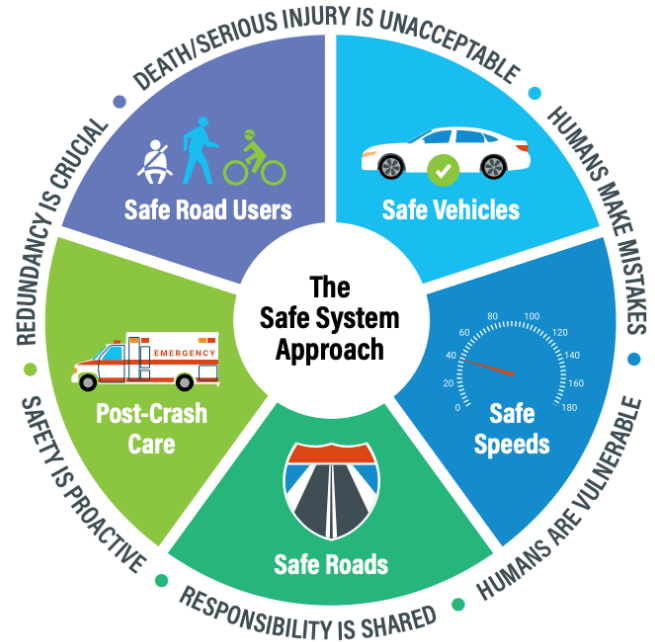 DEATH/SERIOUS INJURY IS UNACCEPTABLE
HUMANS MAKE MISTAKES
HUMANS ARE VULNERABLE
RESPONSIBILITY IS SHARED
SAFETY IS PROACTIVE
REDUNDANCY IS CRUCIAL
The
Safe System
Approach
Safe Road Users
Safe Vehicles
0
20
40
60
80
100
120
140
160
180
Safe
Speeds
Safe Roads
EMERGENCY
Post-Crash
Care